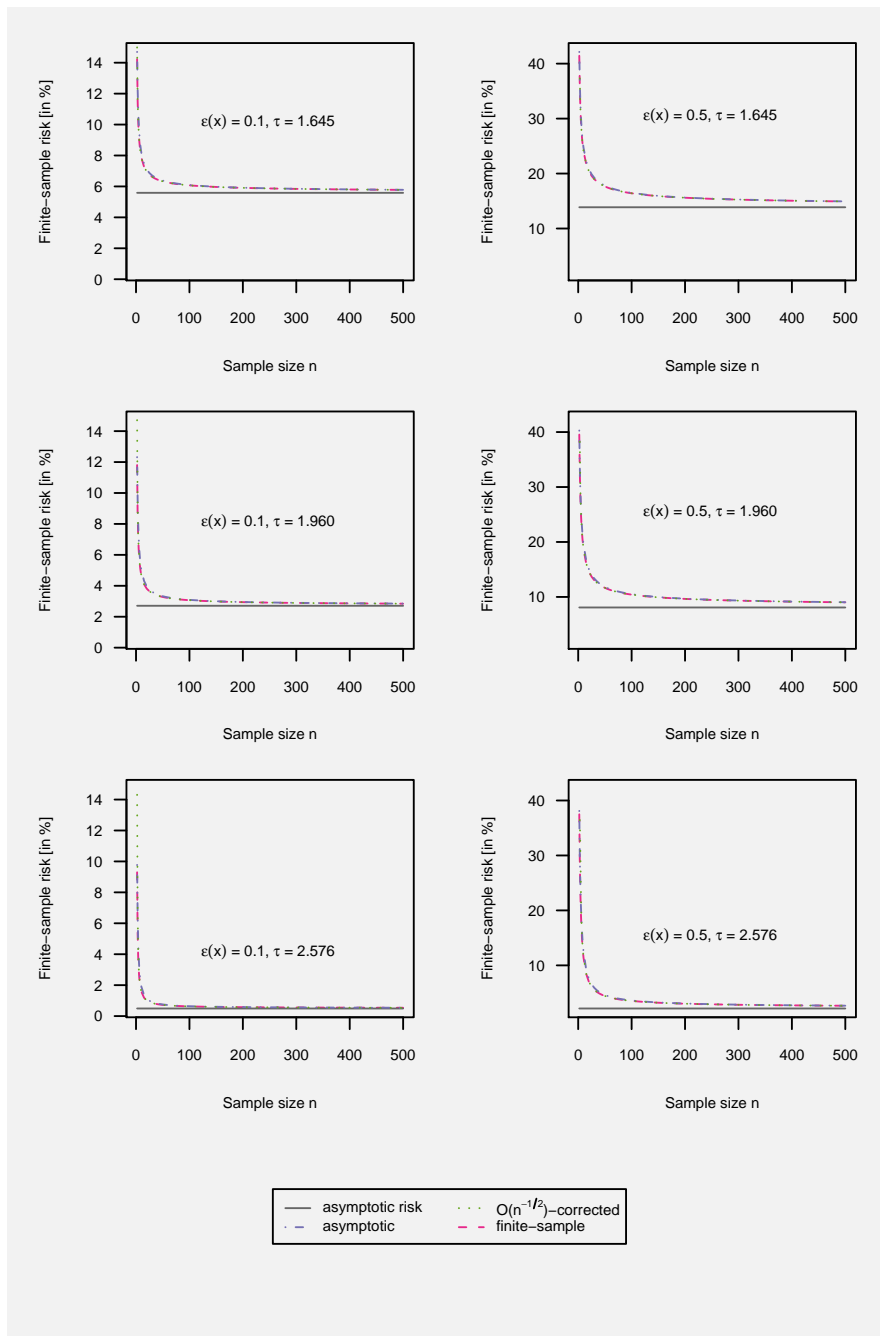 Finite−sample risk [in %]
14
12
10
8
6
4
2
0
ε(x) = 0.1, τ = 1.645
0 100 200 300 400 500
Sample size n
Finite−sample risk [in %]
40
30
20
10
ε(x) = 0.5, τ = 1.645
0 100 200 300 400 500
Sample size n
Finite−sample risk [in %]
14
12
10
8
6
4
2
0
ε(x) = 0.1, τ = 1.960
0 100 200 300 400 500
Sample size n
Finite−sample risk [in %]
40
30
20
10
ε(x) = 0.5, τ = 1.960
0 100 200 300 400 500
Sample size n
Finite−sample risk [in %]
14
12
10
8
6
4
2
0
ε(x) = 0.1, τ = 2.576
0 100 200 300 400 500
Sample size n
Finite−sample risk [in %]
40
30
20
10
ε(x) = 0.5, τ = 2.576
0 100 200 300 400 500
Sample size n
asymptotic risk
asymptotic
O(n⁻¹ᐟ²)−corrected
finite−sample